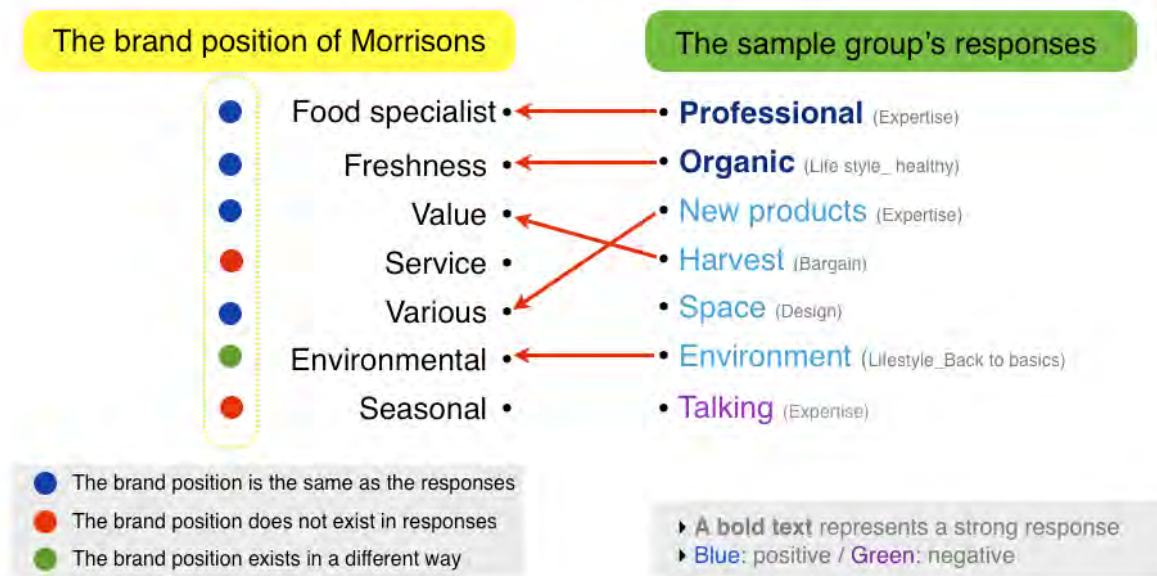 The brand position of Morrisons
The sample group's responses
Food specialist
Professional (Expertise)
Freshness
Organic (Life style_ healthy)
Value
New products (Expertise)
Service
Harvest (Bargain)
Various
Space (Design)
Environmental
Environment (Lifestyle_Back to basics)
Seasonal
Talking (Expertise)
The brand position is the same as the responses
The brand position does not exist in responses
The brand position exists in a different way
A bold text represents a strong response
Blue: positive / Green: negative